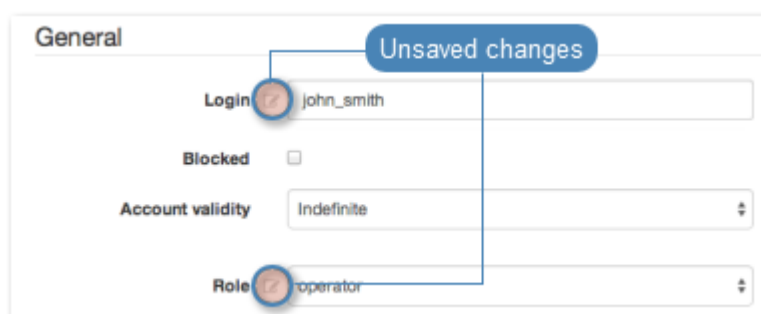 General
Unsaved changes
Login john_smith
Blocked
Account validity Indefinite
Role operator